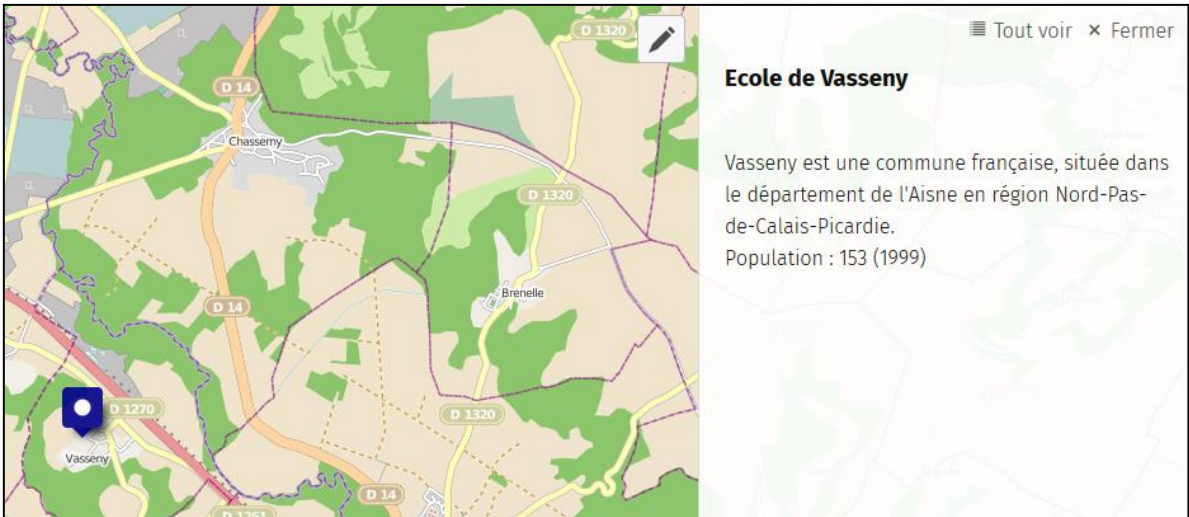 D 1320
Tout voir × Fermer
Ecole de Vasseny
D 14
Chassemy
Vasseny est une commune française, située dans
le département de l'Aisne en région Nord-Pas-
de-Calais-Picardie.
Population : 153 (1999)
D 1320
Brenelle
D 14
D 1270
D 1320
Vasseny
D 14
D 1251